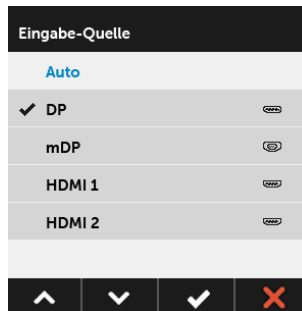 Eingabe-Quelle
Auto
DP
mDP
HDMI 1
HDMI 2